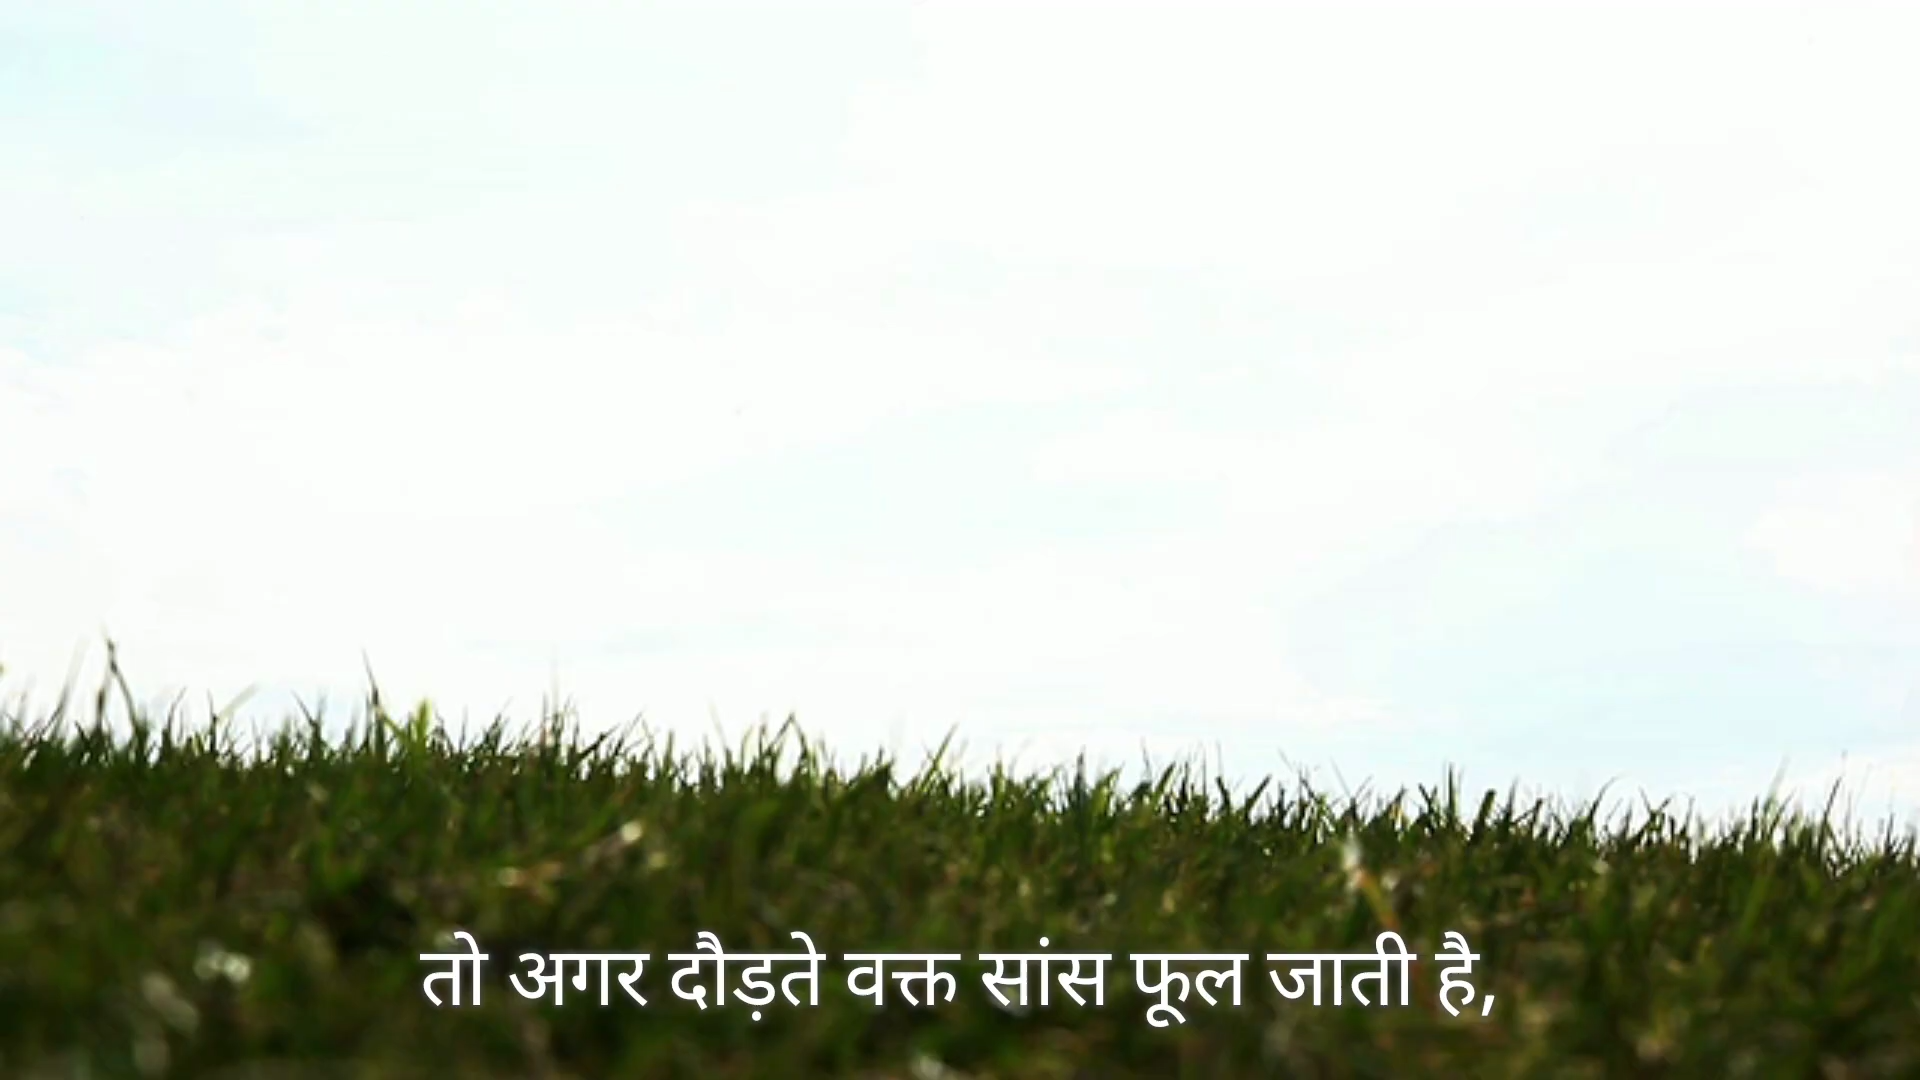 तो अगर दौड़ते वक्त सांस फूल जाती है,